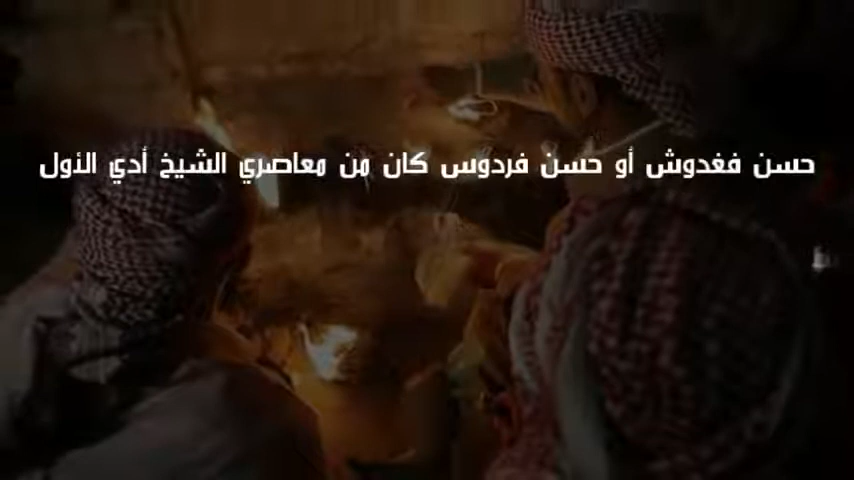 حسن فغدوش أو حسن فردوس كان من معاصري الشيخ أدي الأول